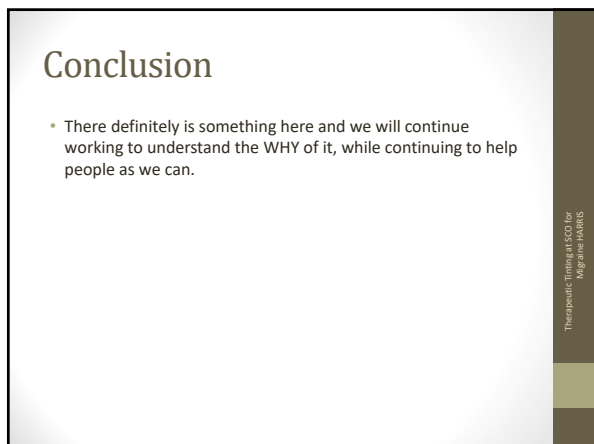 Conclusion
• There definitely is something here and we will continue
working to understand the WHY of it, while continuing to help
people as we can.
Therapeutic Tinting at SCO for
Migraine HARRIS